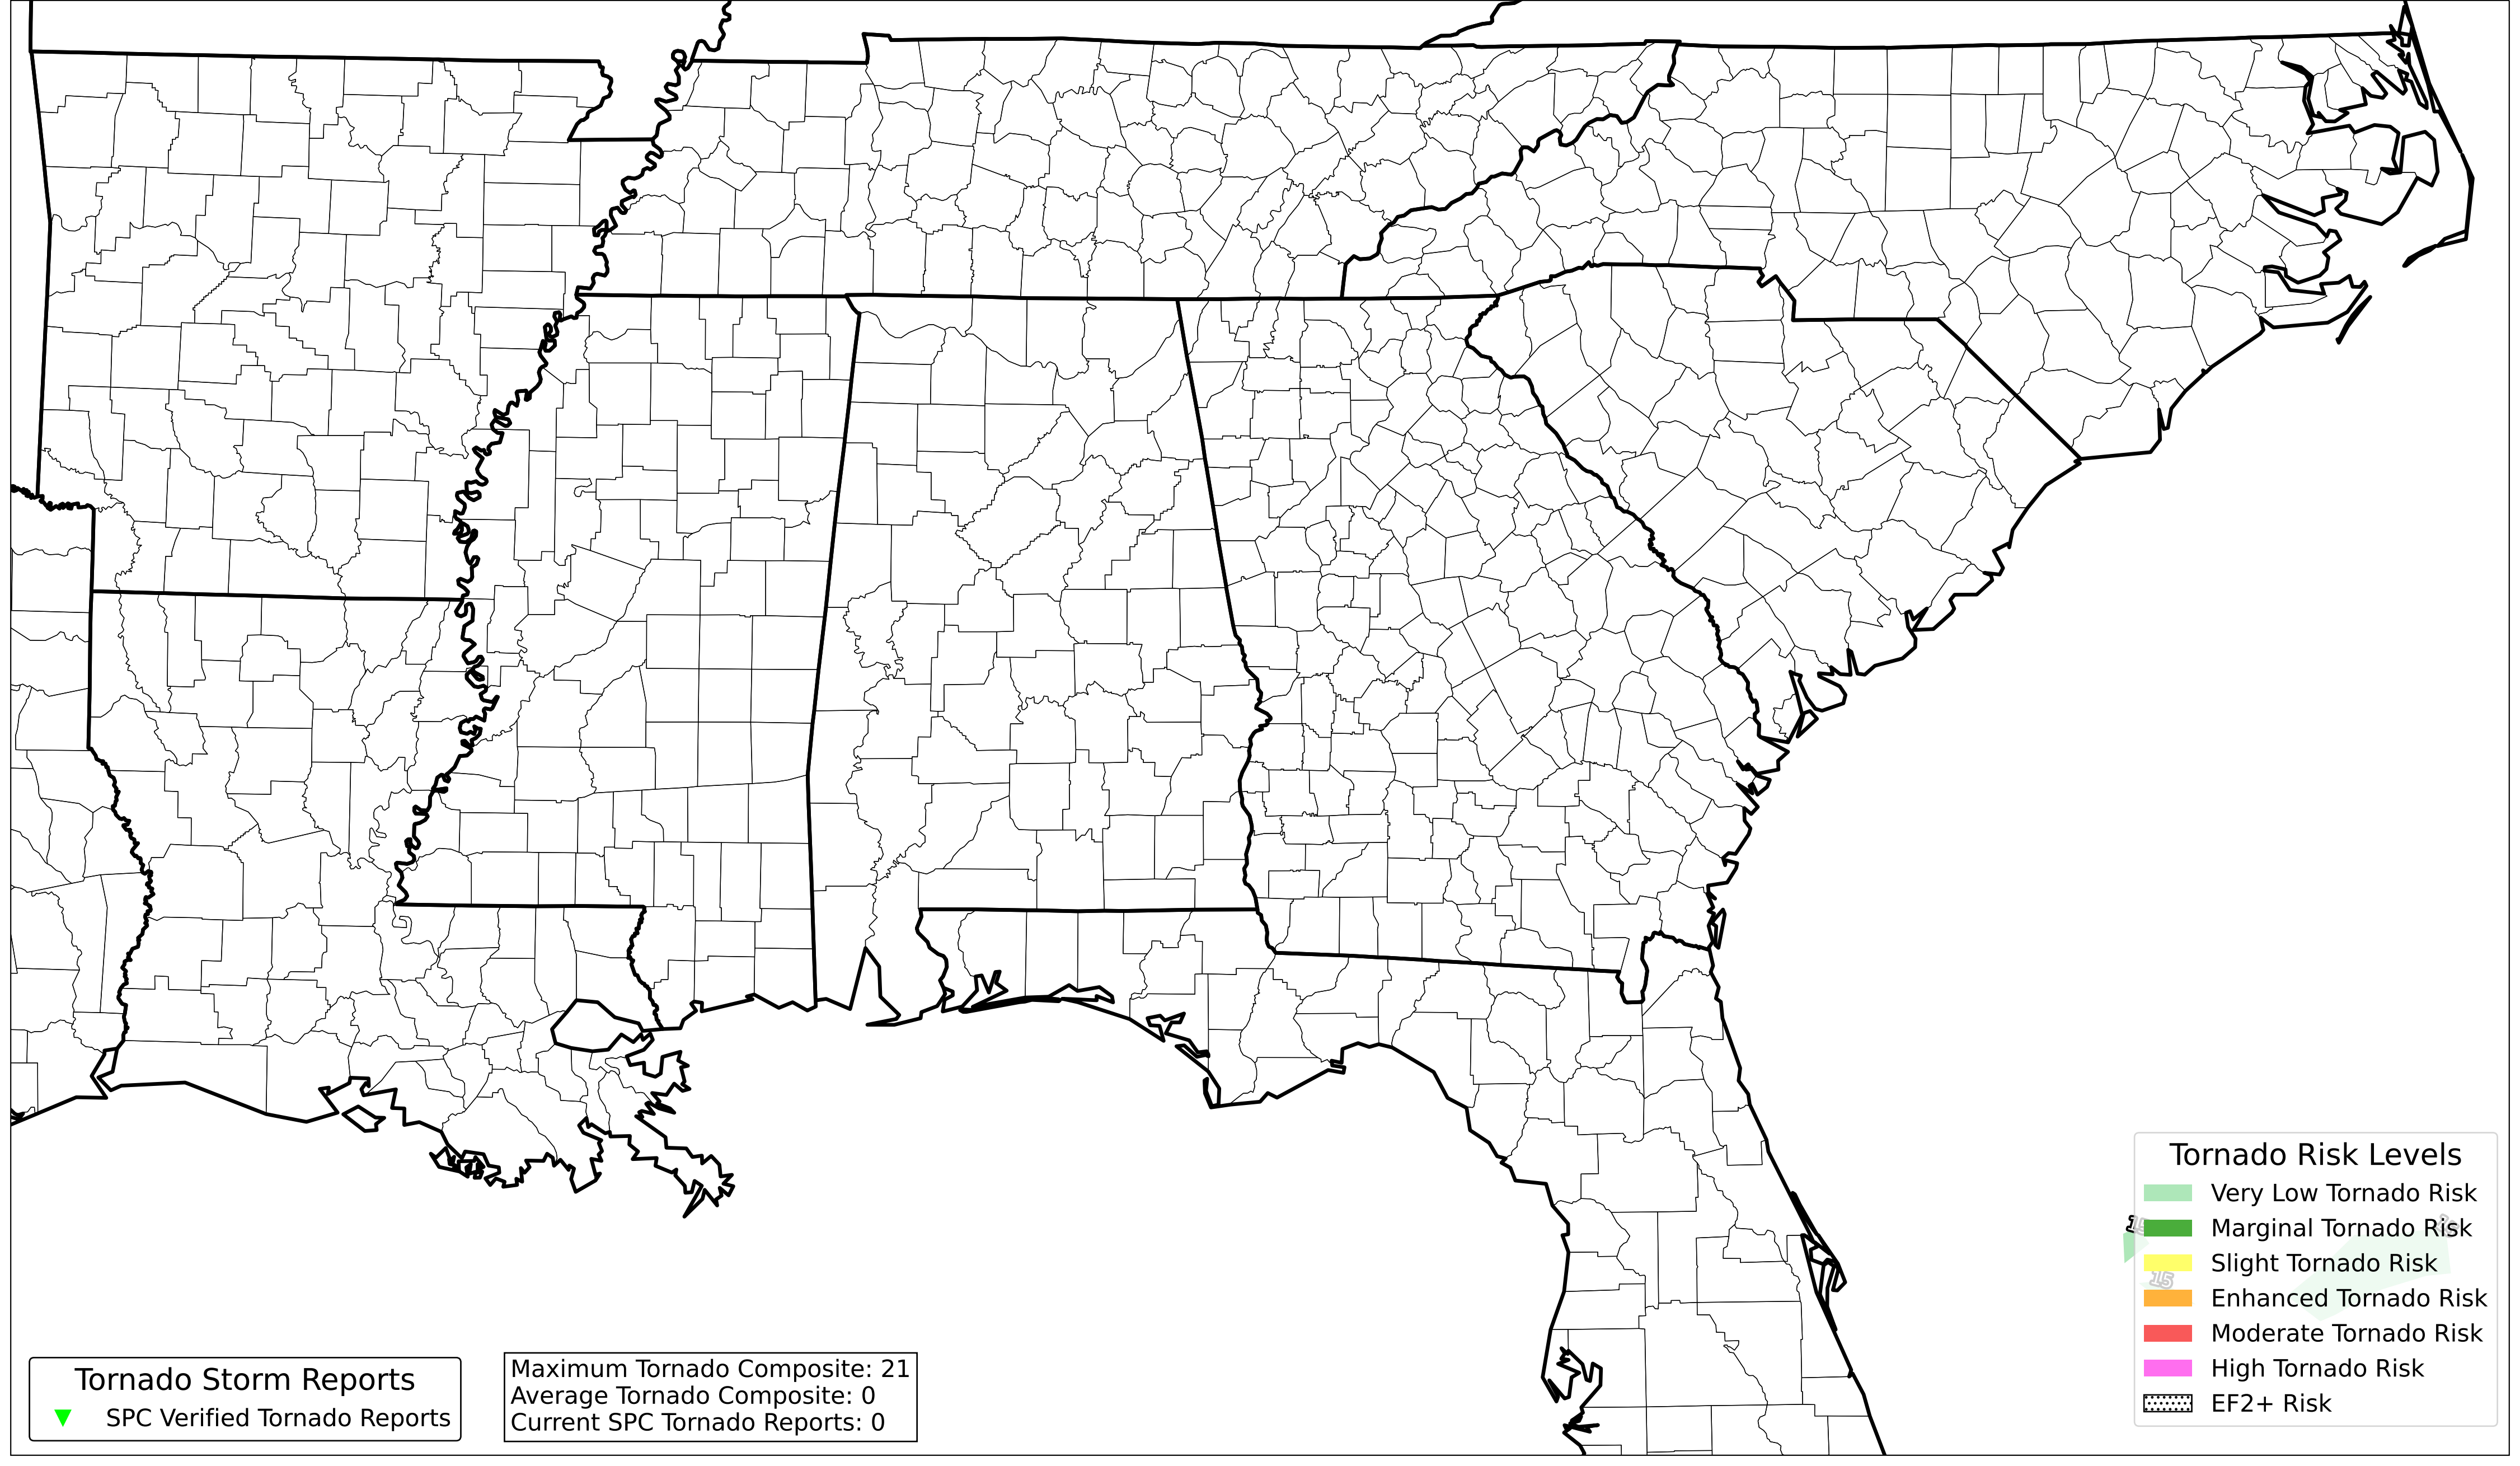 Tornado Risk Levels
Very Low Tornado Risk
Marginal Tornado Risk
Slight Tornado Risk
15
Enhanced Tornado Risk
Moderate Tornado Risk
High Tornado Risk
EF2+ Risk
Tornado Storm Reports
SPC Verified Tornado Reports
Maximum Tornado Composite: 21
Average Tornado Composite: 0
Current SPC Tornado Reports: 0